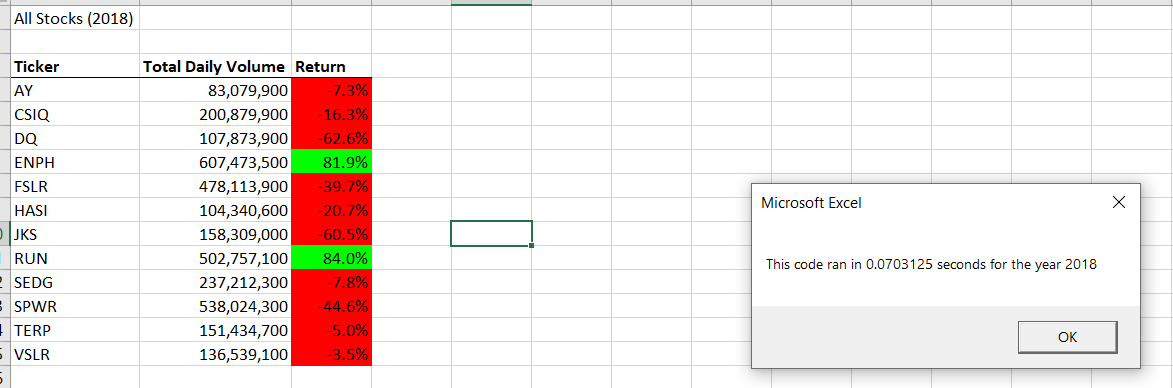 All Stocks (2018)
Ticker Total Daily Volume Return
AY 83,079,900 -7.3%
CSIQ 200,879,900 -16.3%
DQ 107,873,900 -62.6%
ENPH 607,473,500 81.9%
FSLR 478,113,900 -39.7%
HASI 104,340,600 -20.7%
JKS 158,309,000 -60.5%
RUN 502,757,100 84.0%
SEDG 237,212,300 -7.8%
SPWR 538,024,300 -44.6%
TERP 151,434,700 -5.0%
VSLR 136,539,100 -3.5%
Microsoft Excel
This code ran in 0.0703125 seconds for the year 2018
OK